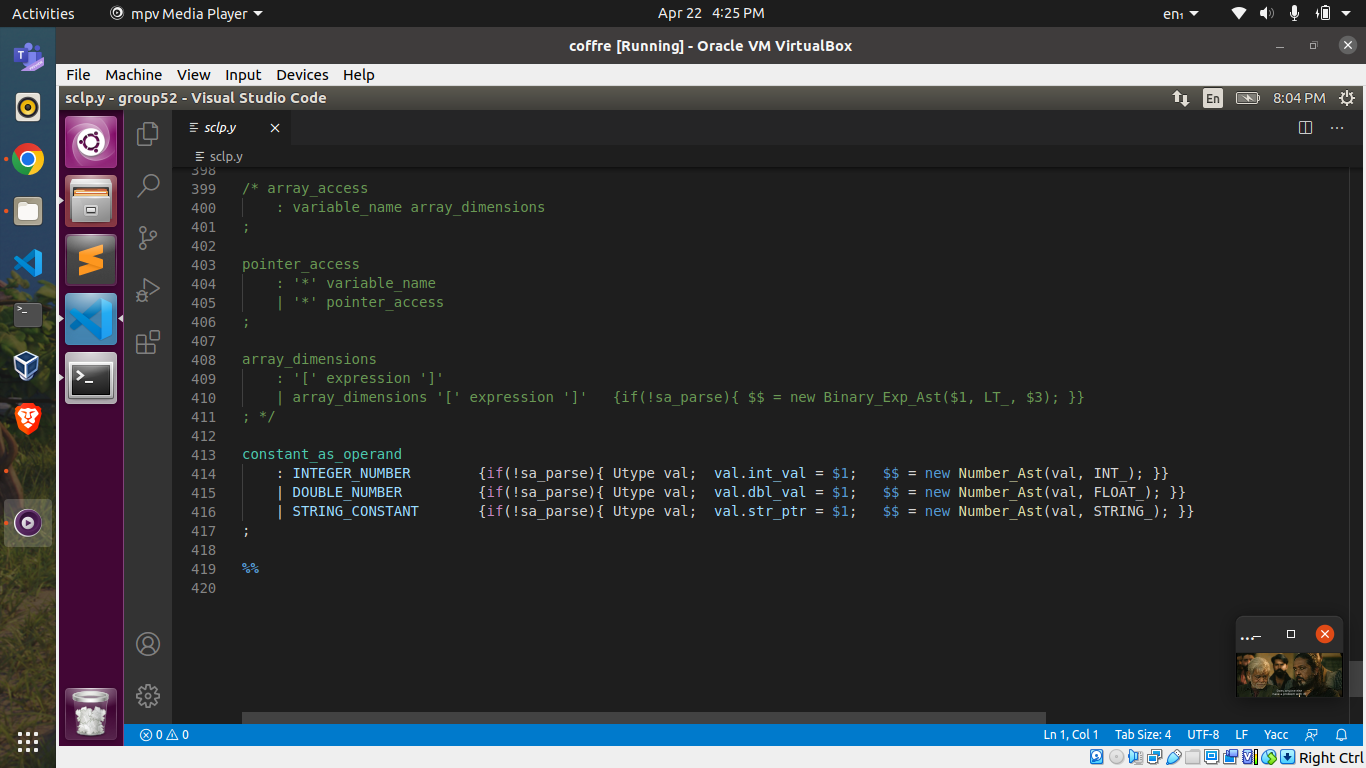 Activities
mpv Media Player
Apr 22 4:25 PM
en₁
coffre [Running] - Oracle VM VirtualBox
File Machine View Input Devices Help
sclp.y - group52 - Visual Studio Code
En
8:04 PM
sclp.y
sclp.y
398
399 /* array_access
400 : variable_name array_dimensions
401 ;
402
403 pointer_access
404 : '*' variable_name
405 | '*' pointer_access
406 ;
407
408 array_dimensions
409 : '[' expression ']'
410 | array_dimensions '[' expression ']' {if(!sa_parse){ $$ = new Binary_Exp_Ast($1, LT_, $3); }}
411 ; */
412
413 constant_as_operand
414 : INTEGER_NUMBER {if(!sa_parse){ Utype val; val.int_val = $1; $$ = new Number_Ast(val, INT_); }}
415 | DOUBLE_NUMBER {if(!sa_parse){ Utype val; val.dbl_val = $1; $$ = new Number_Ast(val, FLOAT_); }}
416 | STRING_CONSTANT {if(!sa_parse){ Utype val; val.str_ptr = $1; $$ = new Number_Ast(val, STRING_); }}
417 ;
418
419 %%
420
0 0
Ln 1, Col 1 Tab Size: 4 UTF-8 LF Yacc
Right Ctrl